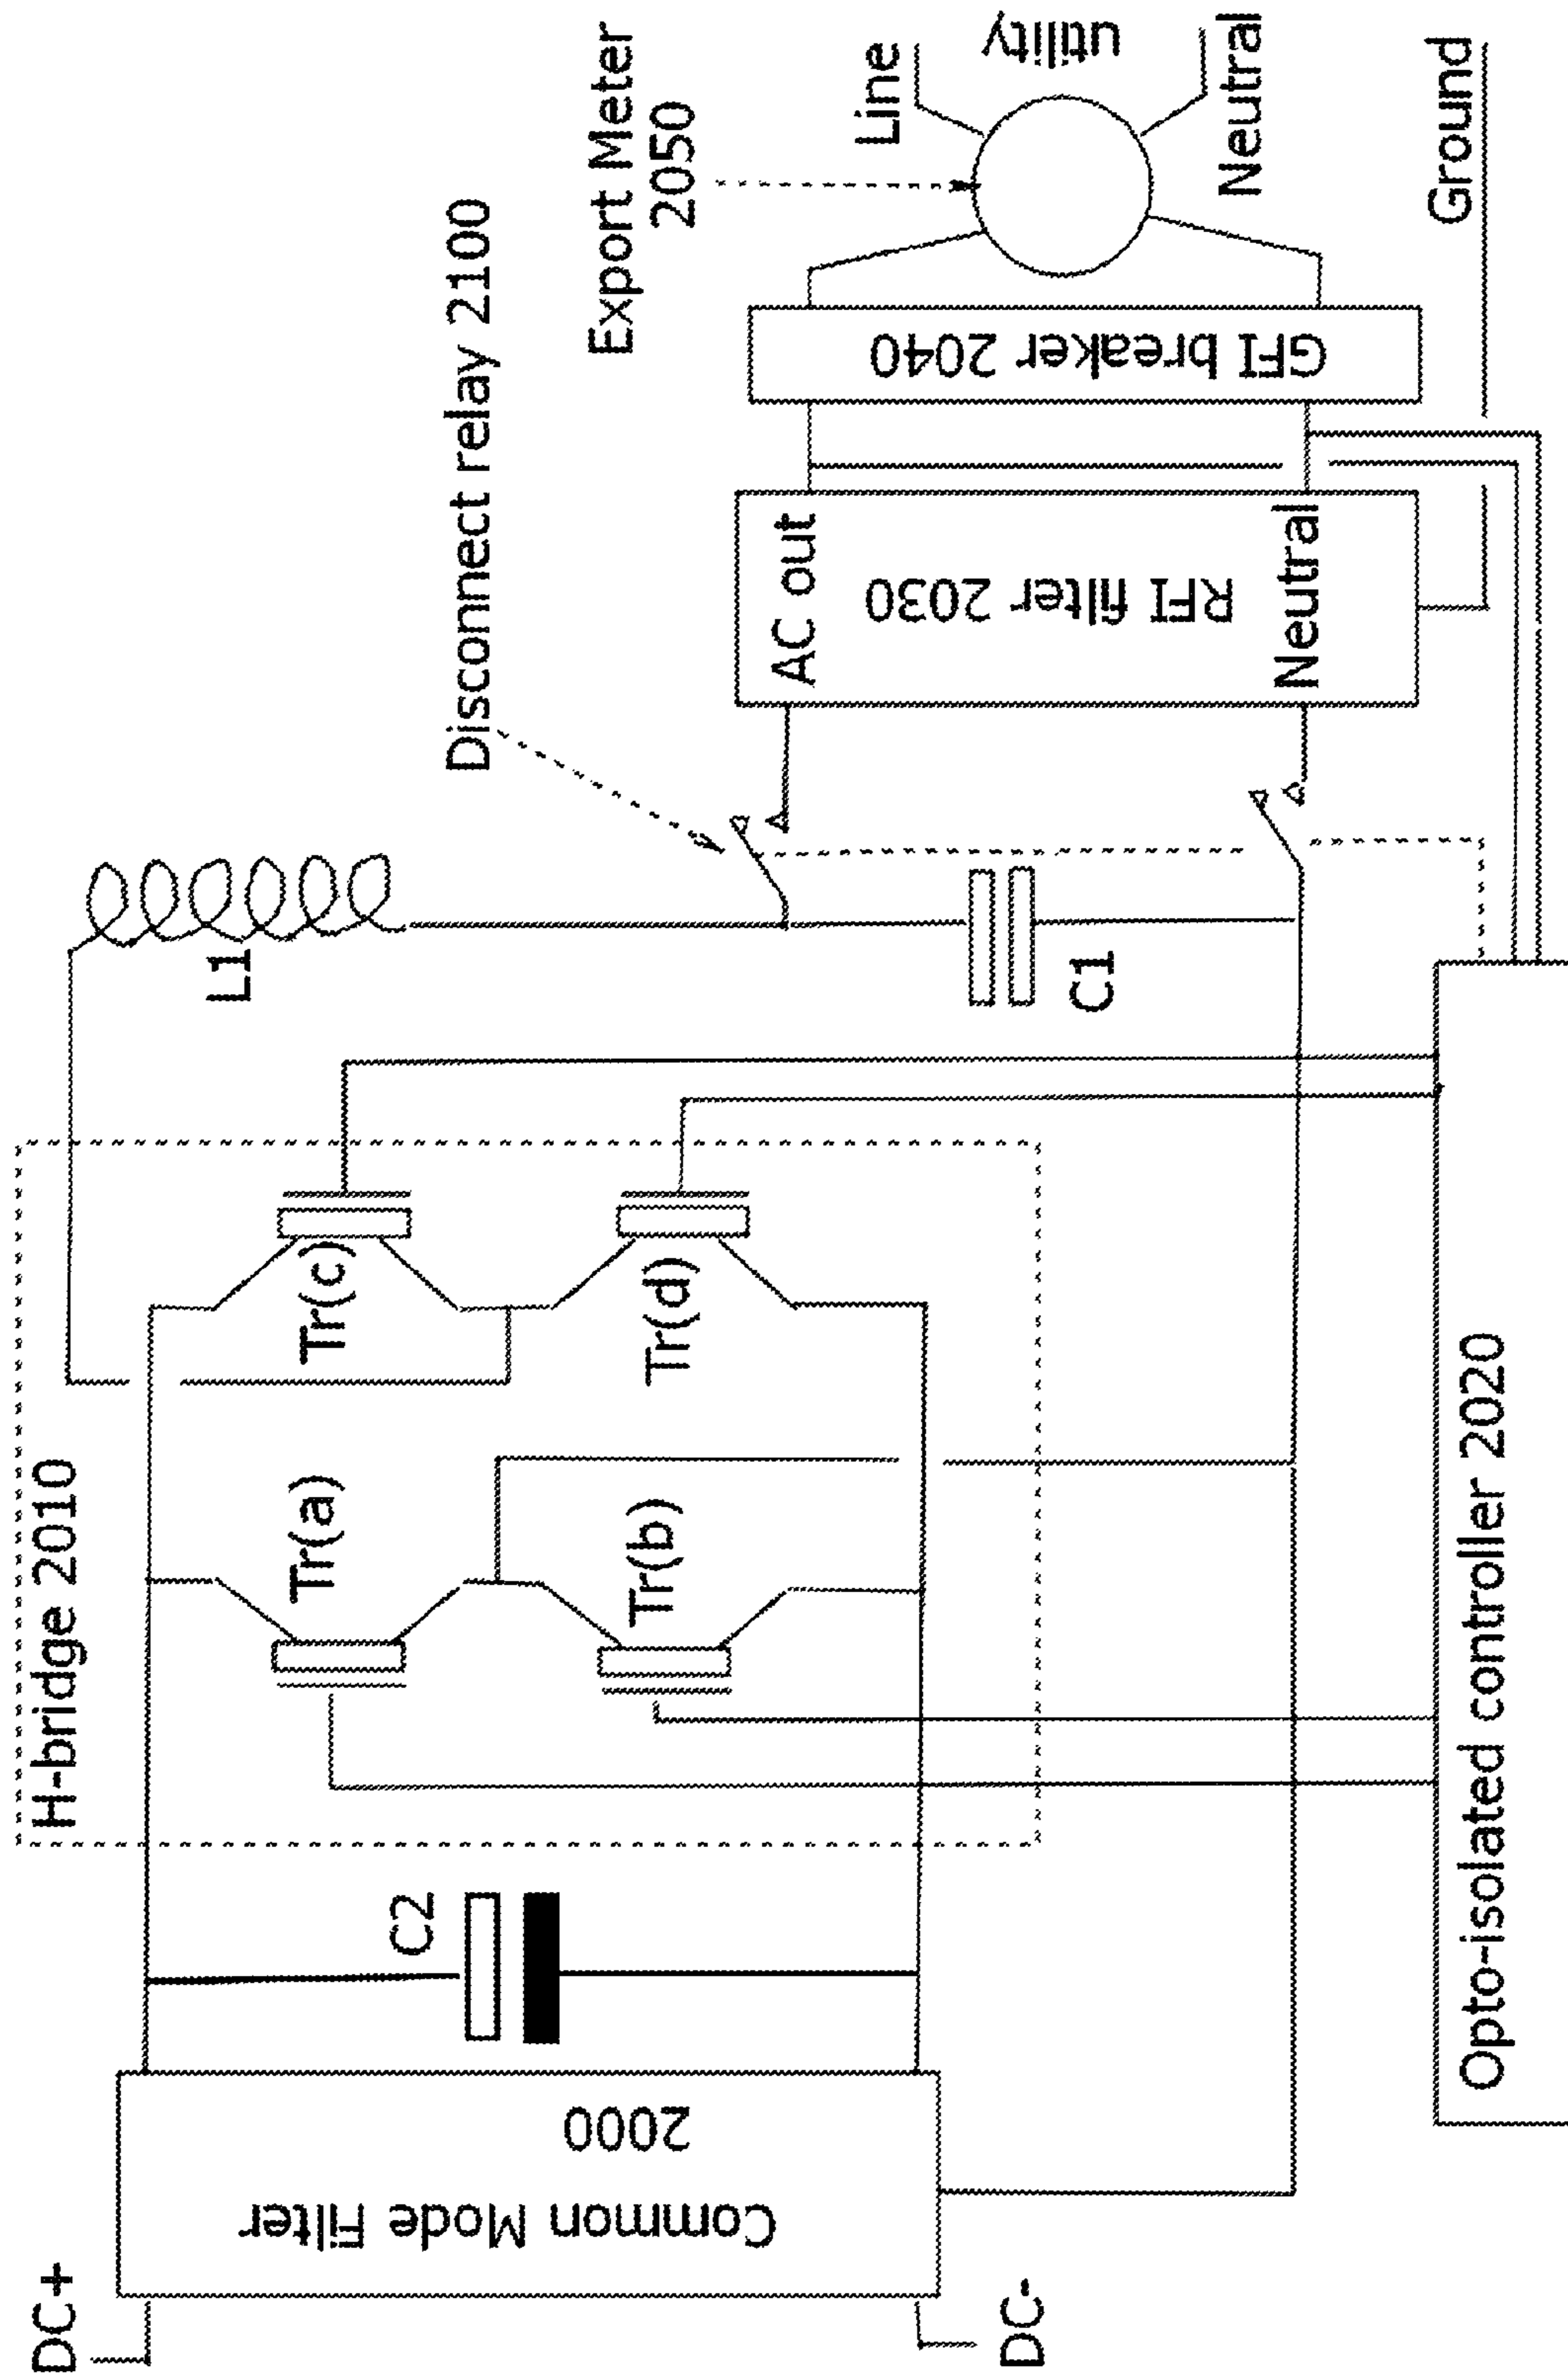 DC+
DC-
Common Mode Filter
2000
C2
H-bridge 2010
Tr(a)
Tr(b)
Tr(c)
Tr(d)
L1
C1
Opto-isolated controller 2020
Disconnect relay 2100
AC out
RFI filter 2030
Neutral
GFI breaker 2040
Export Meter
2050
Line
utility
Neutral
Ground